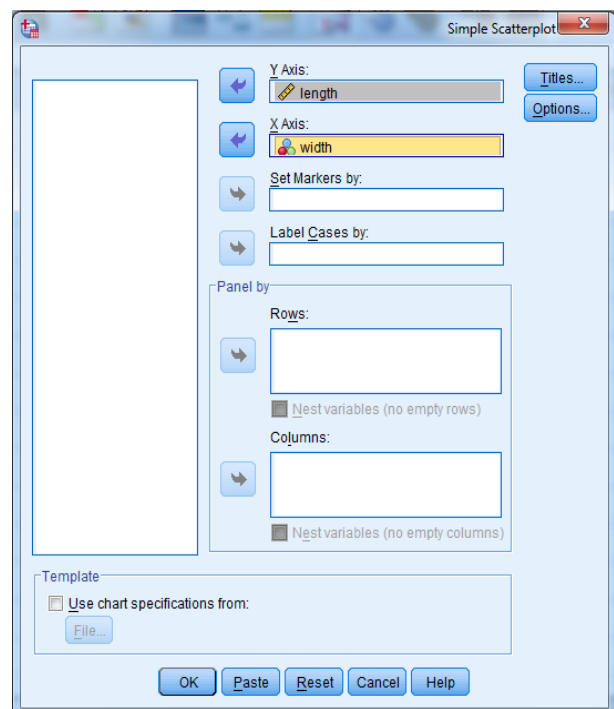 Simple Scatterplot
Y Axis:
length
X Axis:
width
Set Markers by:
Label Cases by:
Titles...
Options...
Panel by
Rows:
Nest variables (no empty rows)
Columns:
Nest variables (no empty columns)
Template
Use chart specifications from:
File...
OK Paste Reset Cancel Help